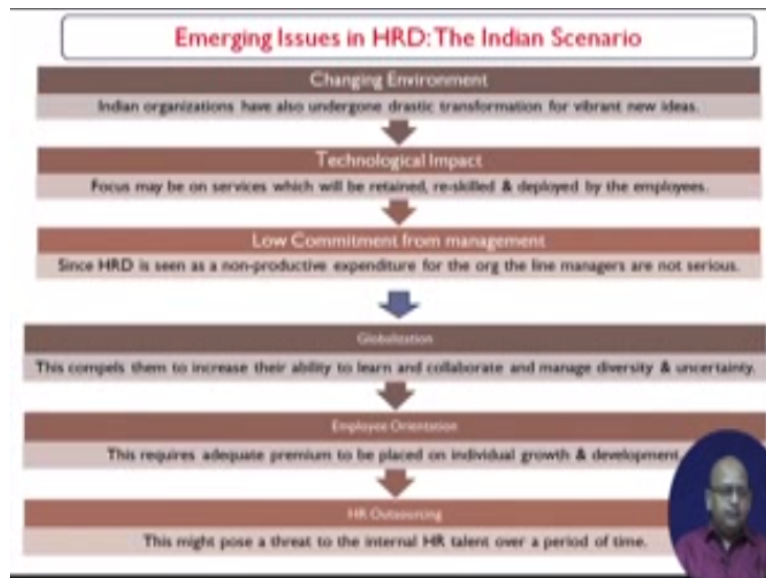 Emerging Issues in HRD: The Indian Scenario
Changing Environment
Indian organizations have also undergone drastic transformation for vibrant new ideas.
Technological Impact
Focus may be on services which will be retained, re-skilled & deployed by the employees.
Low Commitment from management
Since HRD is seen as a non-productive expenditure for the org the line managers are not serious.
Globalization
This compels them to increase their ability to learn and collaborate and manage diversity & uncertainty.
Employee Orientation
This requires adequate premium to be placed on individual growth & development.
HR Outsourcing
This might pose a threat to the internal HR talent over a period of time.